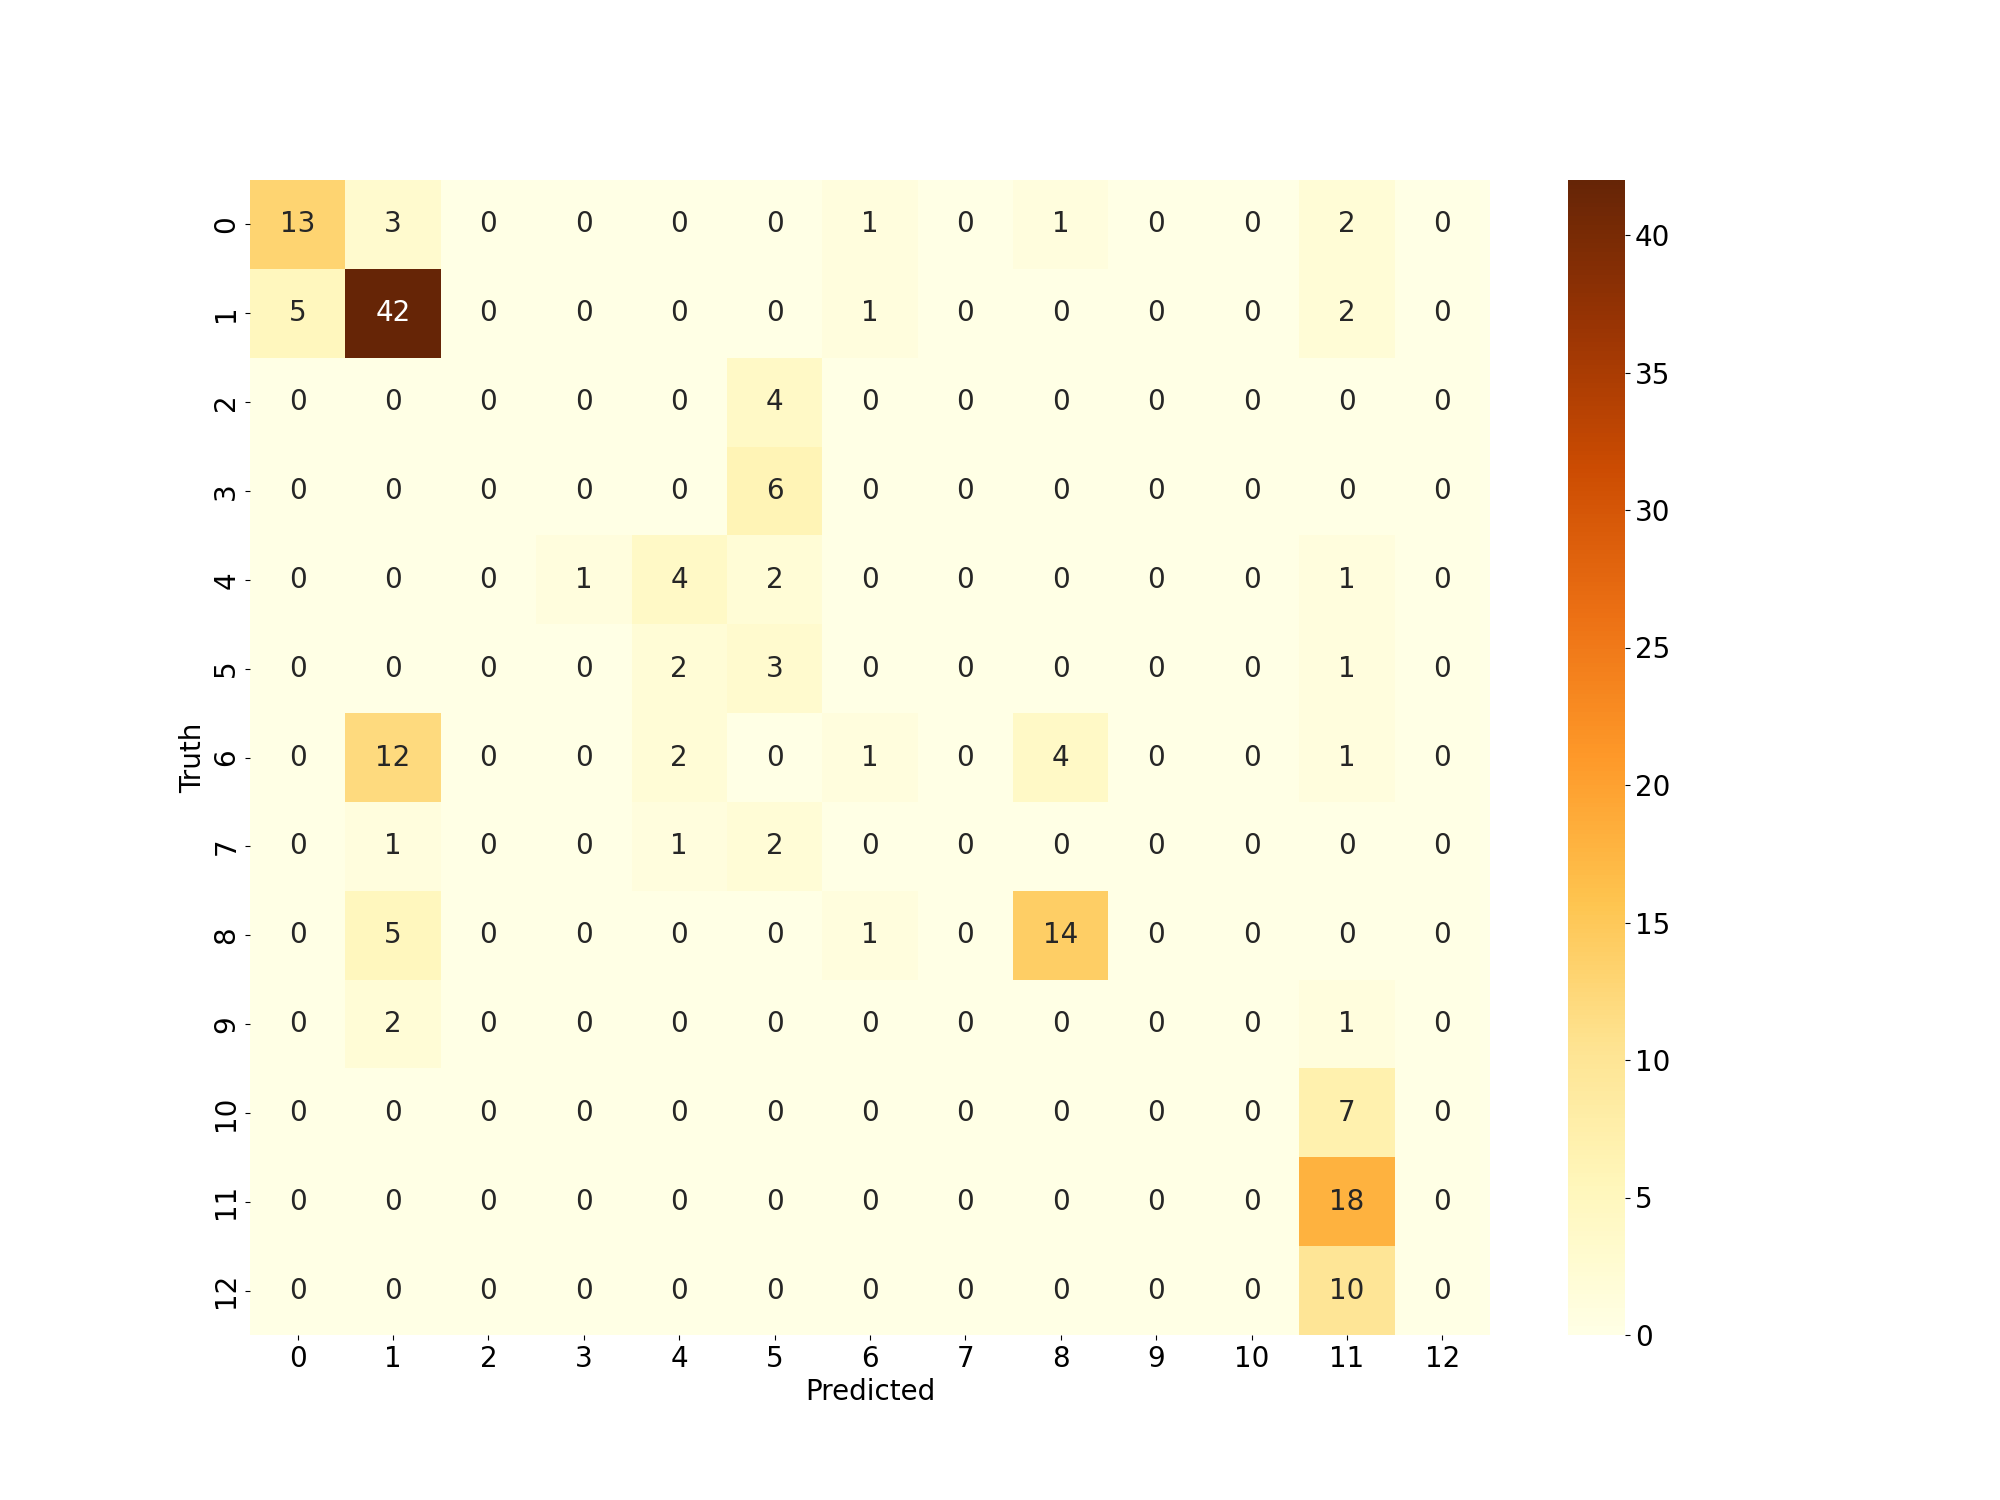 0 13 3 0 0 0 0 1 0 1 0 0 2 0
1 5 42 0 0 0 0 1 0 0 0 0 2 0
2 0 0 0 0 0 4 0 0 0 0 0 0 0
3 0 0 0 0 0 6 0 0 0 0 0 0 0
4 0 0 0 1 4 2 0 0 0 0 0 1 0
5 0 0 0 0 2 3 0 0 0 0 0 1 0
6 0 12 0 0 2 0 1 0 4 0 0 1 0
7 0 1 0 0 1 2 0 0 0 0 0 0 0
8 0 5 0 0 0 0 1 0 14 0 0 0 0
9 0 2 0 0 0 0 0 0 0 0 0 1 0
10 0 0 0 0 0 0 0 0 0 0 0 7 0
11 0 0 0 0 0 0 0 0 0 0 0 18 0
12 0 0 0 0 0 0 0 0 0 0 0 10 0
0 1 2 3 4 5 6 7 8 9 10 11 12
Predicted
Truth
40
35
30
25
20
15
10
5
0